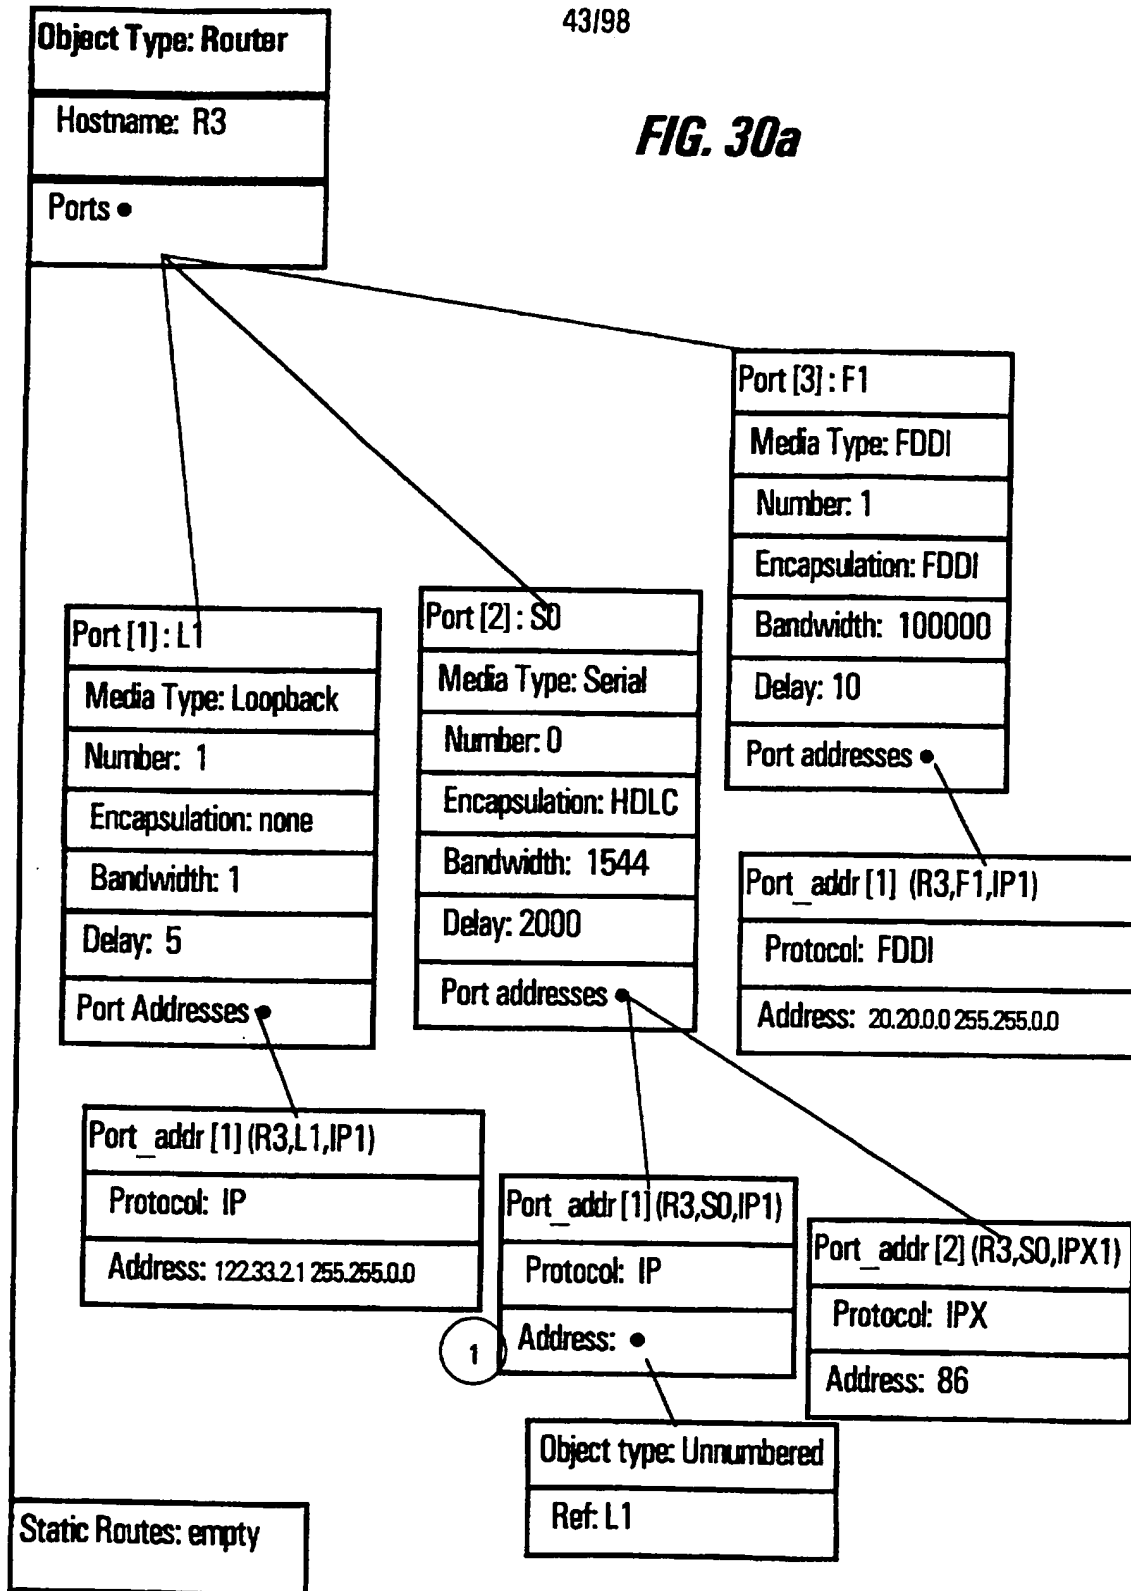 43/98
FIG. 30a
Object Type: Router
Hostname: R3
Ports
Port [3] : F1
Media Type: FDDI
Number: 1
Encapsulation: FDDI
Bandwidth: 100000
Delay: 10
Port addresses
Port [1] : L1
Media Type: Loopback
Number: 1
Encapsulation: none
Bandwidth: 1
Delay: 5
Port Addresses
Port [2] : S0
Media Type: Serial
Number: 0
Encapsulation: HDLC
Bandwidth: 1544
Delay: 2000
Port addresses
Port_addr [1] (R3,F1,IP1)
Protocol: FDDI
Address: 20.20.0.0 255.255.0.0
Port_addr [1] (R3,L1,IP1)
Protocol: IP
Address: 122.33.2.1 255.255.0.0
Port_addr [1] (R3,S0,IP1)
Protocol: IP
Address:
1
Port_addr [2] (R3,S0,IPX1)
Protocol: IPX
Address: 86
Object type: Unnumbered
Ref: L1
Static Routes: empty